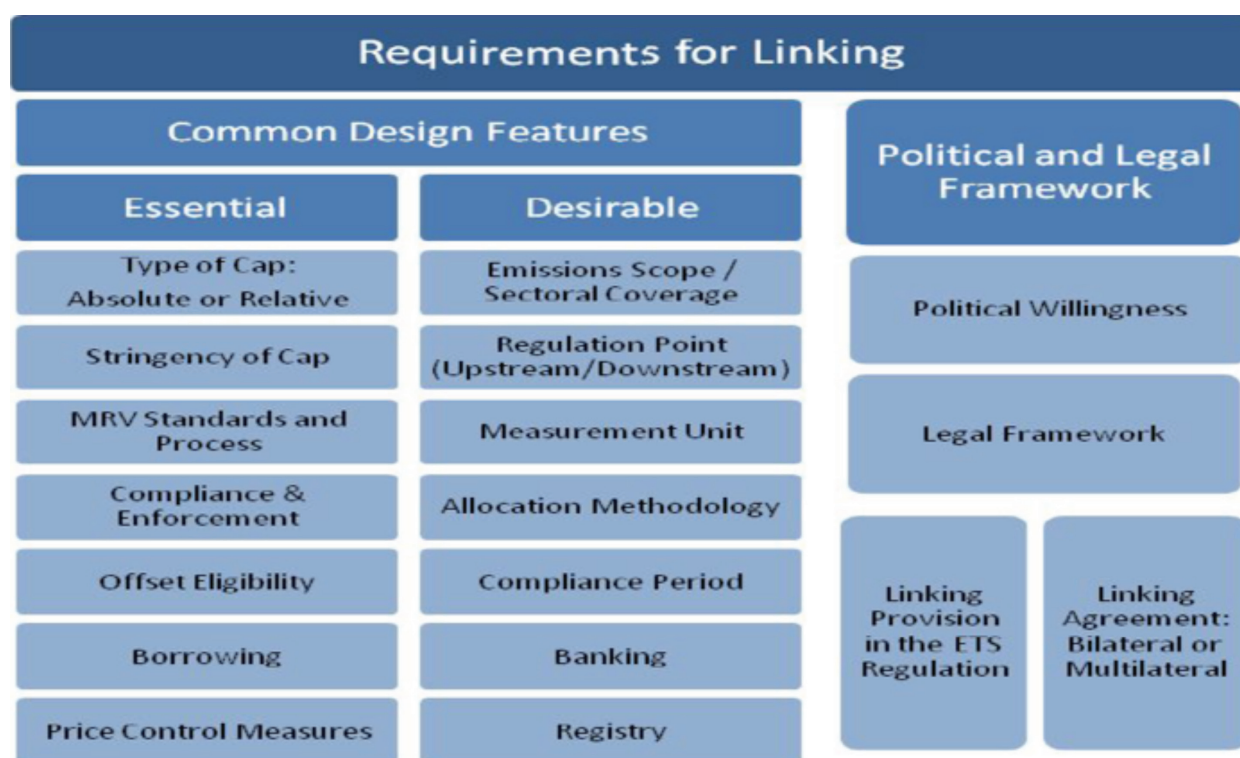 Requirements for Linking
Common Design Features
Essential
Type of Cap:
Absolute or Relative
Stringency of Cap
MRV Standards and
Process
Compliance &
Enforcement
Offset Eligibility
Borrowing
Price Control Measures
Desirable
Emissions Scope /
Sectoral Coverage
Regulation Point
(Upstream/Downstream)
Measurement Unit
Allocation Methodology
Compliance Period
Banking
Registry
Political and Legal
Framework
Political Willingness
Legal Framework
Linking
Provision
in the ETS
Regulation
Linking
Agreement:
Bilateral or
Multilateral